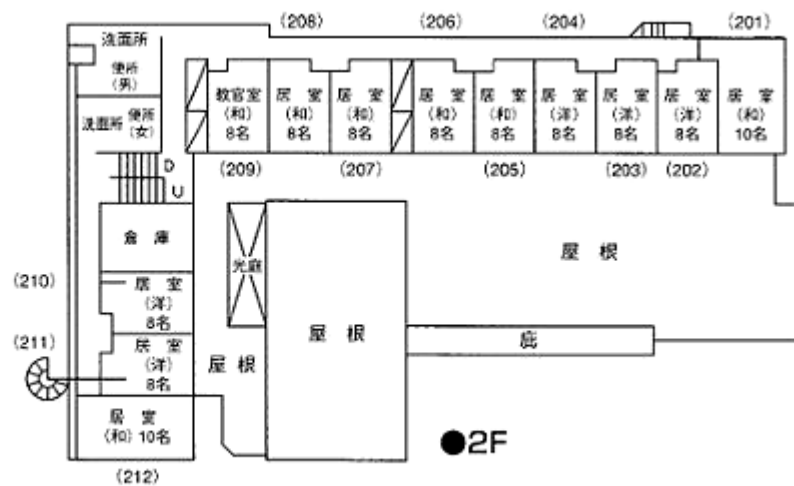 (208)
(206)
(204)
(201)
洗面所
便所
(男)
洗面所
便所
(女)
教官室
(和)
8名
居室
(和)
8名
居室
(和)
8名
居室
(和)
8名
居室
(和)
8名
居室
(洋)
8名
居室
(洋)
8名
居室
(洋)
8名
居室
(和)
10名
(209)
(207)
(205)
(203)
(202)
D
U
倉庫
光庭
屋根
(210)
居室
(洋)
8名
(211)
居室
(洋)
8名
屋根
屋根
庇
居室
(和) 10名
●2F
(212)